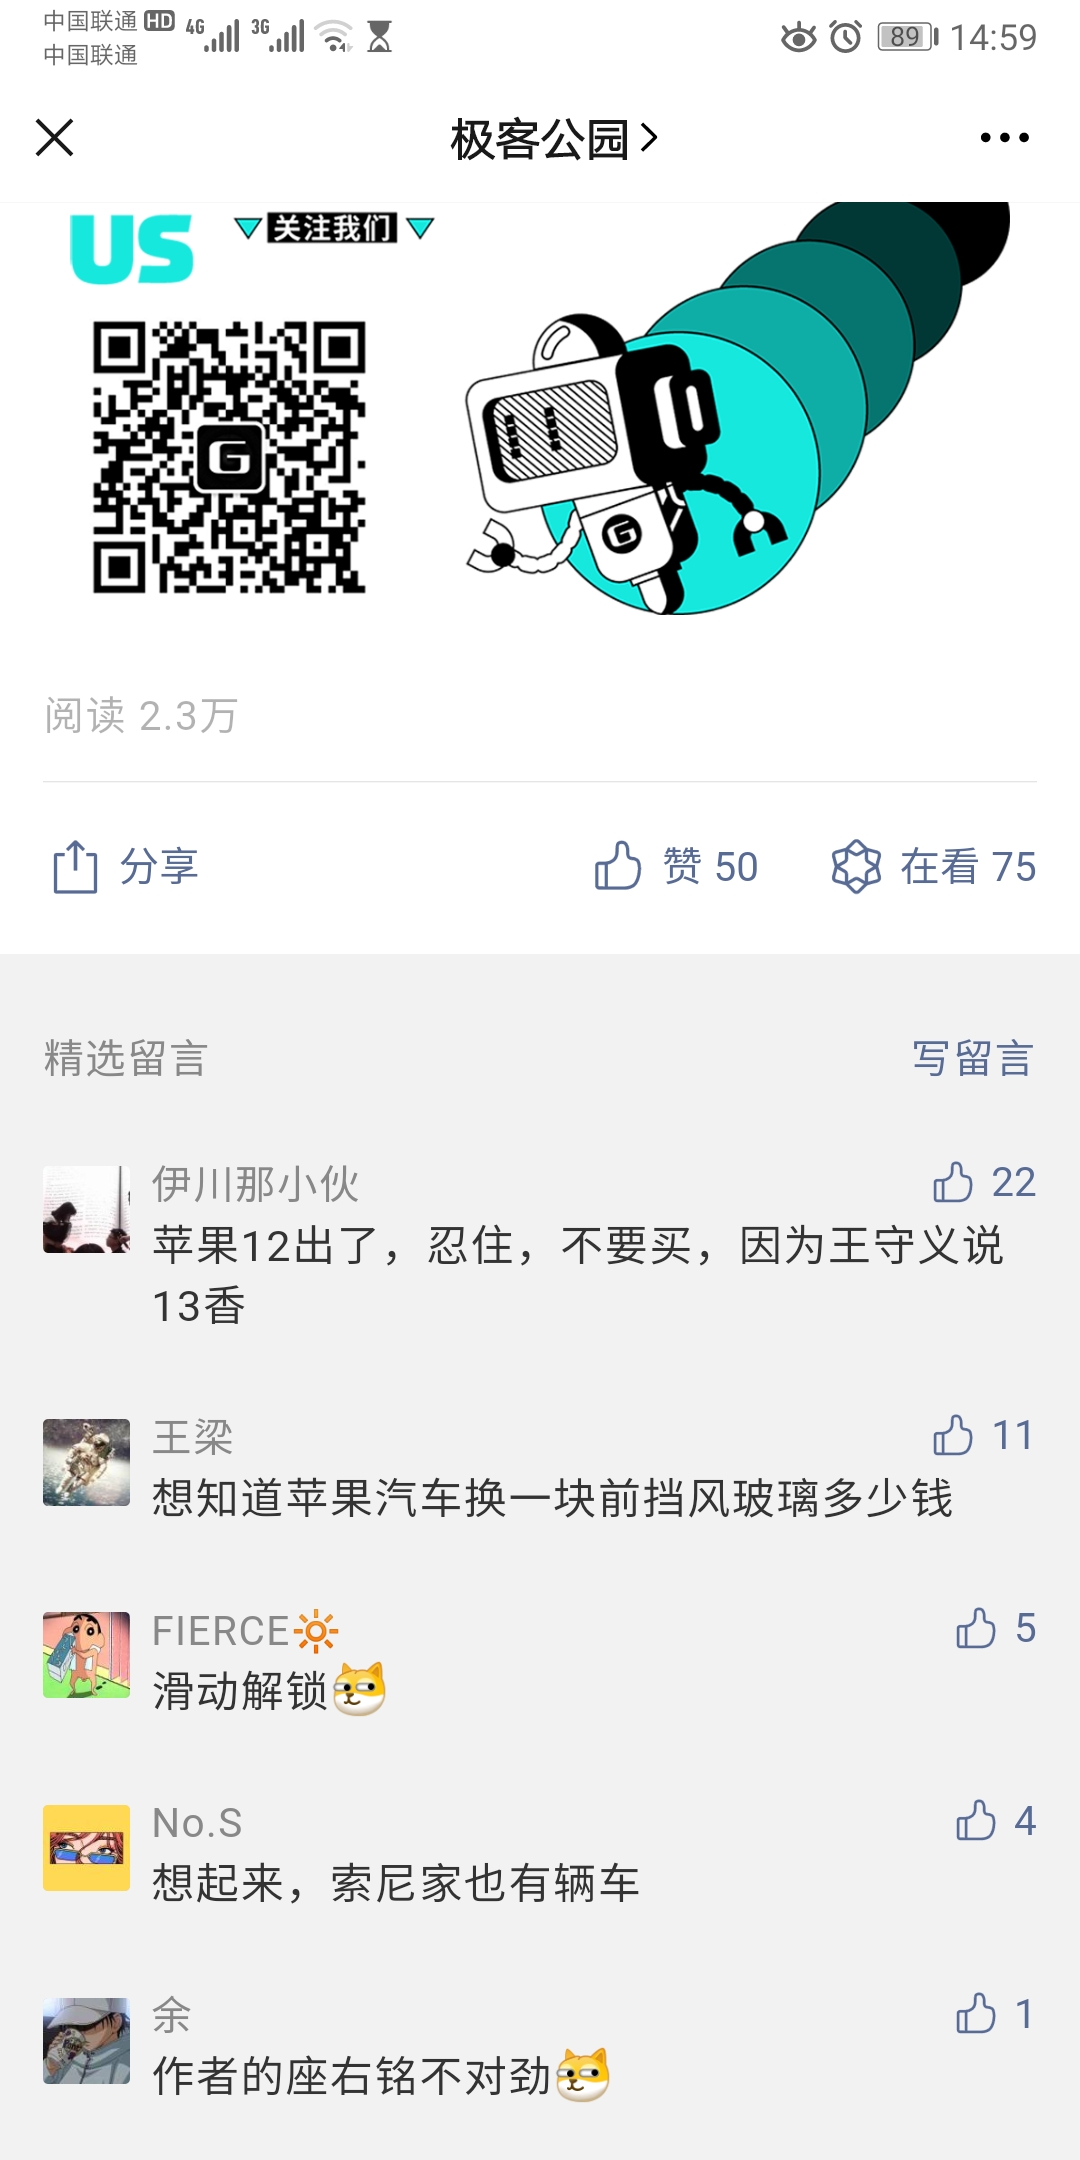 中国联通 HD 4G 3G 89 14:59
中国联通
极客公园
US
关注我们
G
G
阅读 2.3万
分享 赞 50 在看 75
精选留言 写留言
伊川那小伙 22
苹果12出了，忍住，不要买，因为王守义说
13香
王梁 11
想知道苹果汽车换一块前挡风玻璃多少钱
FIERCE🔆 5
滑动解锁
No.S 4
想起来，索尼家也有辆车
余 1
作者的座右铭不对劲